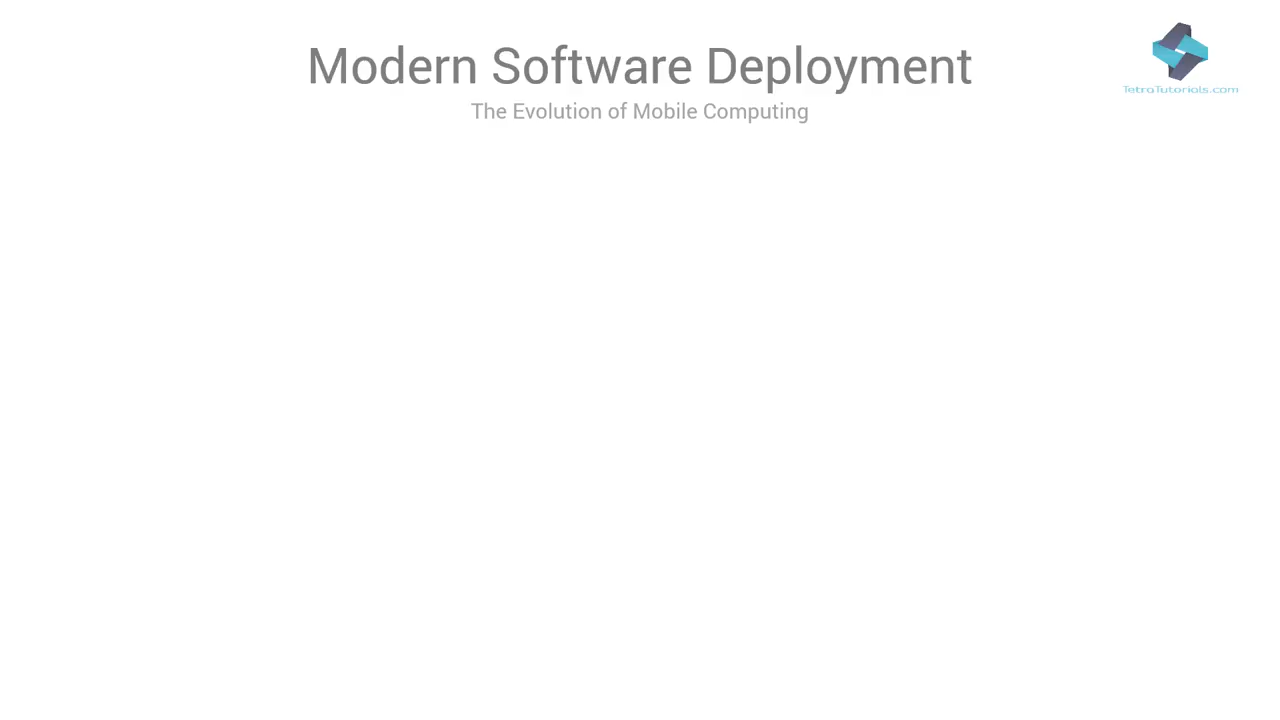 Modern Software Deployment
The Evolution of Mobile Computing
TetraTutorials.com